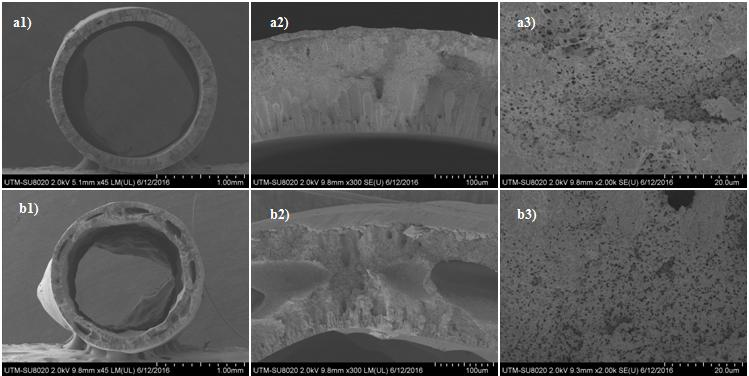 a1)
a2)
a3)
UTM-SU8020 2.0kV 5.1mm x45 LM(UL) 6/12/2016 1.00mm
UTM-SU8020 2.0kV 9.8mm x300 SE(U) 6/12/2016 100um
UTM-SU8020 2.0kV 9.8mm x2.00k SE(U) 6/12/2016 20.0um
b1)
b2)
b3)
UTM-SU8020 2.0kV 9.8mm x45 LM(UL) 6/12/2016 1.00mm
UTM-SU8020 2.0kV 9.8mm x300 LM(UL) 6/12/2016 100um
UTM-SU8020 2.0kV 9.3mm x2.00k SE(U) 6/12/2016 20.0um